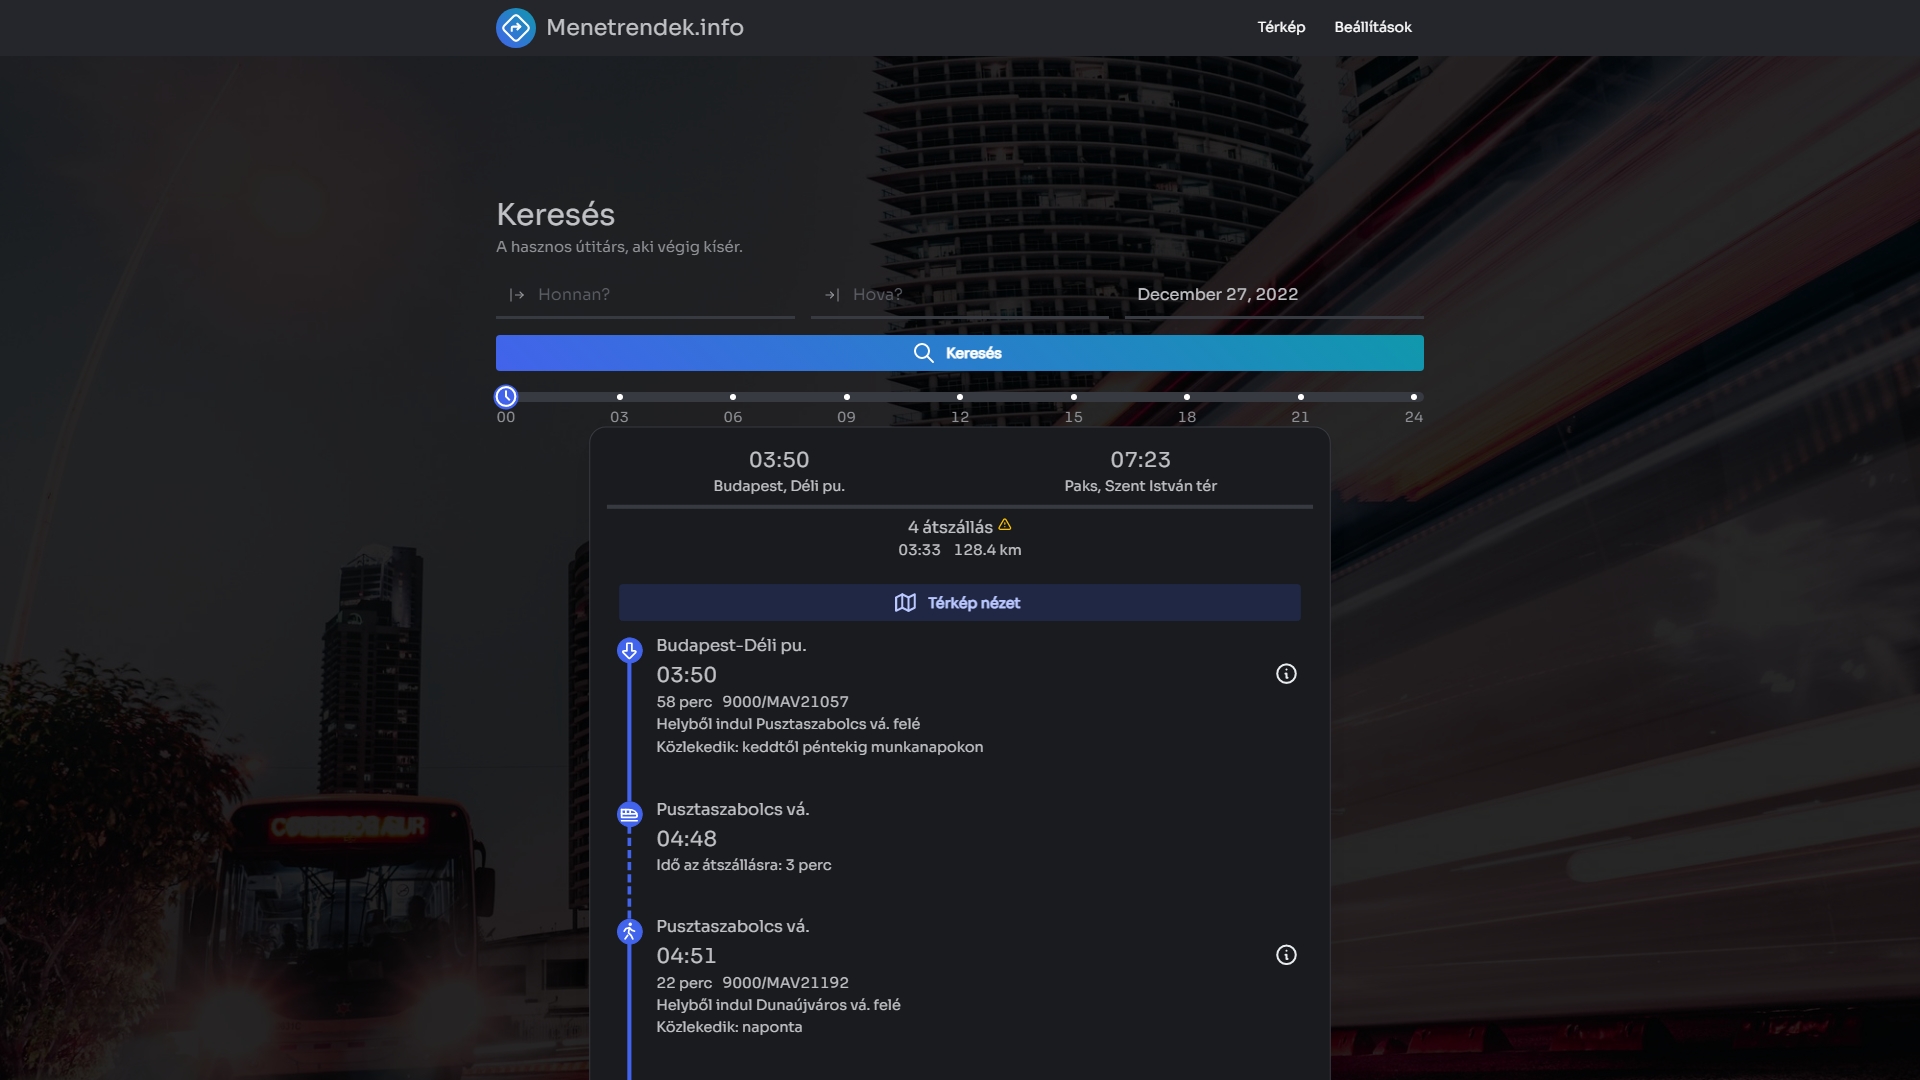 Menetrendek.info
Térkép
Beállítások
Keresés
A hasznos útitárs, aki végig kísér.
Honnan?
Hova?
December 27, 2022
Keresés
00 03 06 09 12 15 18 21 24
03:50
Budapest, Déli pu.
07:23
Paks, Szent István tér
4 átszállás
03:33 128.4 km
Térkép nézet
Budapest-Déli pu.
03:50
58 perc 9000/MAV21057
Helyből indul Pusztaszabolcs vá. felé
Közlekedik: keddtől péntekig munkanapokon
Pusztaszabolcs vá.
04:48
Idő az átszállásra: 3 perc
Pusztaszabolcs vá.
04:51
22 perc 9000/MAV21192
Helyből indul Dunaújváros vá. felé
Közlekedik: naponta